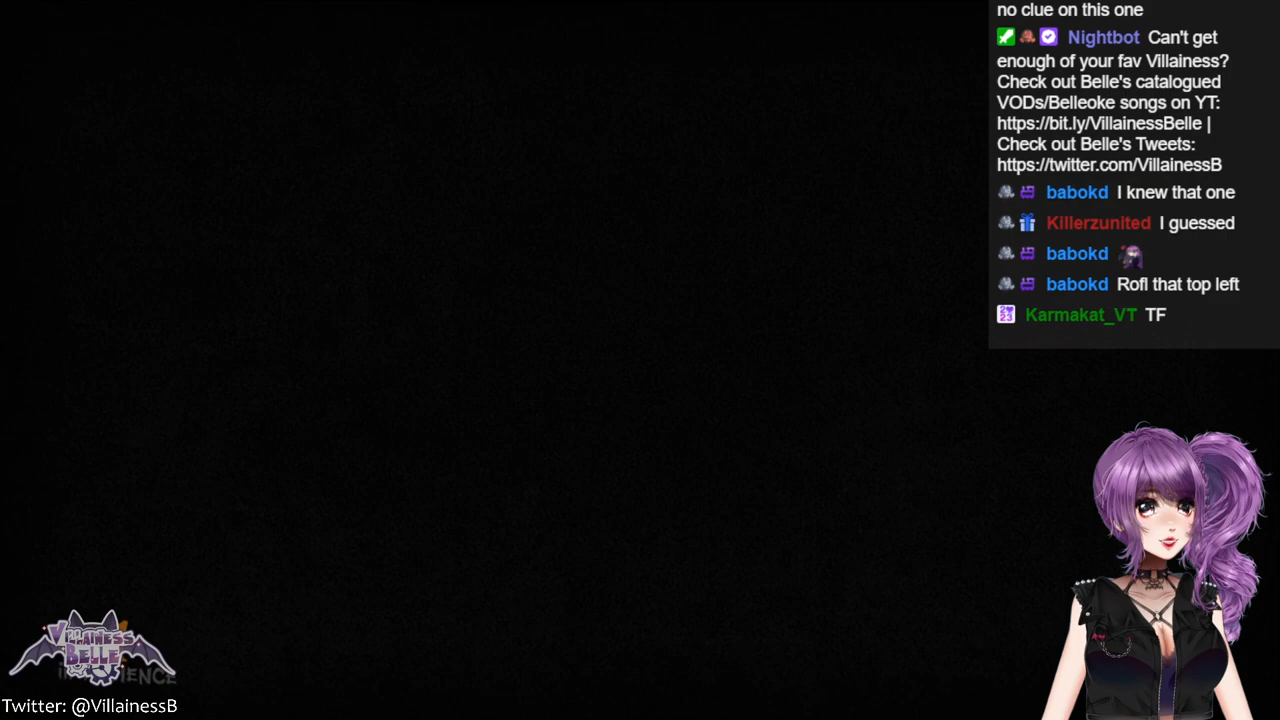 no clue on this one
Nightbot Can't get
enough of your fav Villainess?
Check out Belle's catalogued
VODs/Belleoke songs on YT:
https://bit.ly/VillainessBelle |
Check out Belle's Tweets:
https://twitter.com/VillainessB
babokd I knew that one
Killerzunited I guessed
babokd
babokd Rofl that top left
2 23 Karmakat_VT TF
VILLAINESS
BELLE
Twitter: @VillainessB